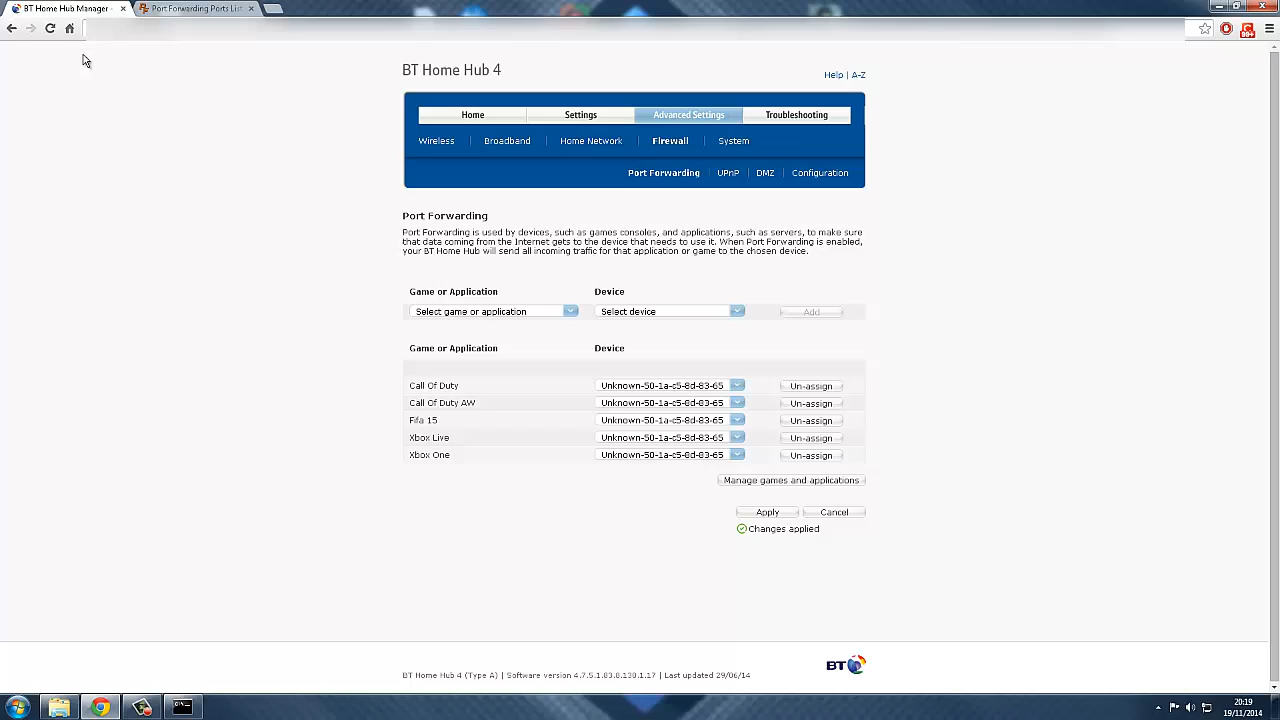 BT Home Hub Manager -
Port Forwarding Ports List
BT Home Hub 4
Help | A-Z
Home
Settings
Advanced Settings
Troubleshooting
Wireless
Broadband
Home Network
Firewall
System
Port Forwarding
UPnP
DMZ
Configuration
Port Forwarding
Port Forwarding is used by devices, such as games consoles, and applications, such as servers, to make sure
that data coming from the Internet gets to the device that needs to use it. When Port Forwarding is enabled,
your BT Home Hub will send all incoming traffic for that application or game to the chosen device.
Game or Application
Device
Select game or application
Select device
Add
Game or Application
Device
Call Of Duty
Unknown-50-1a-c5-8d-83-65
Un-assign
Call Of Duty AW
Unknown-50-1a-c5-8d-83-65
Un-assign
Fifa 15
Unknown-50-1a-c5-8d-83-65
Un-assign
Xbox Live
Unknown-50-1a-c5-8d-83-65
Un-assign
Xbox One
Unknown-50-1a-c5-8d-83-65
Un-assign
Manage games and applications
Apply
Cancel
Changes applied
BT
BT Home Hub 4 (Type A) | Software version 4.7.5.1.83.8.130.1.17 | Last updated 29/06/14
20:19
19/11/2014